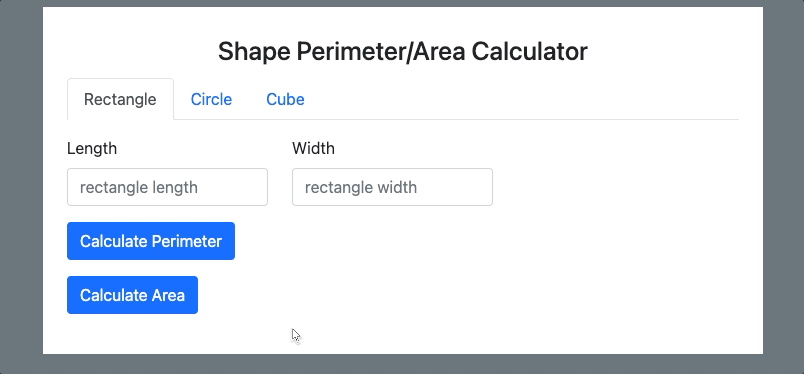 Shape Perimeter/Area Calculator
Rectangle Circle Cube
Length Width
rectangle length rectangle width
Calculate Perimeter
Calculate Area